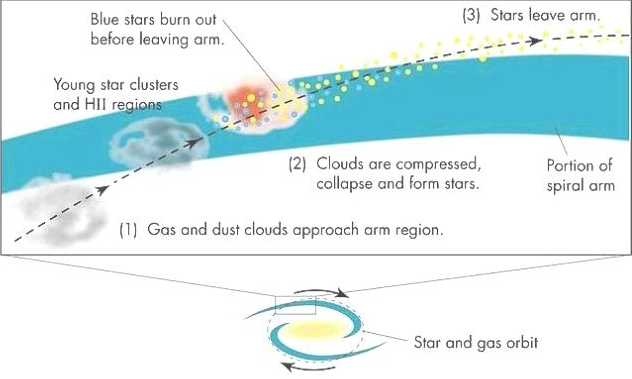 (3) Stars leave arm.
Blue stars burn out
before leaving arm.
Young star clusters
and HII regions
(2) Clouds are compressed,
collapse and form stars.
Portion of
spiral arm
(1) Gas and dust clouds approach arm region.
Star and gas orbit